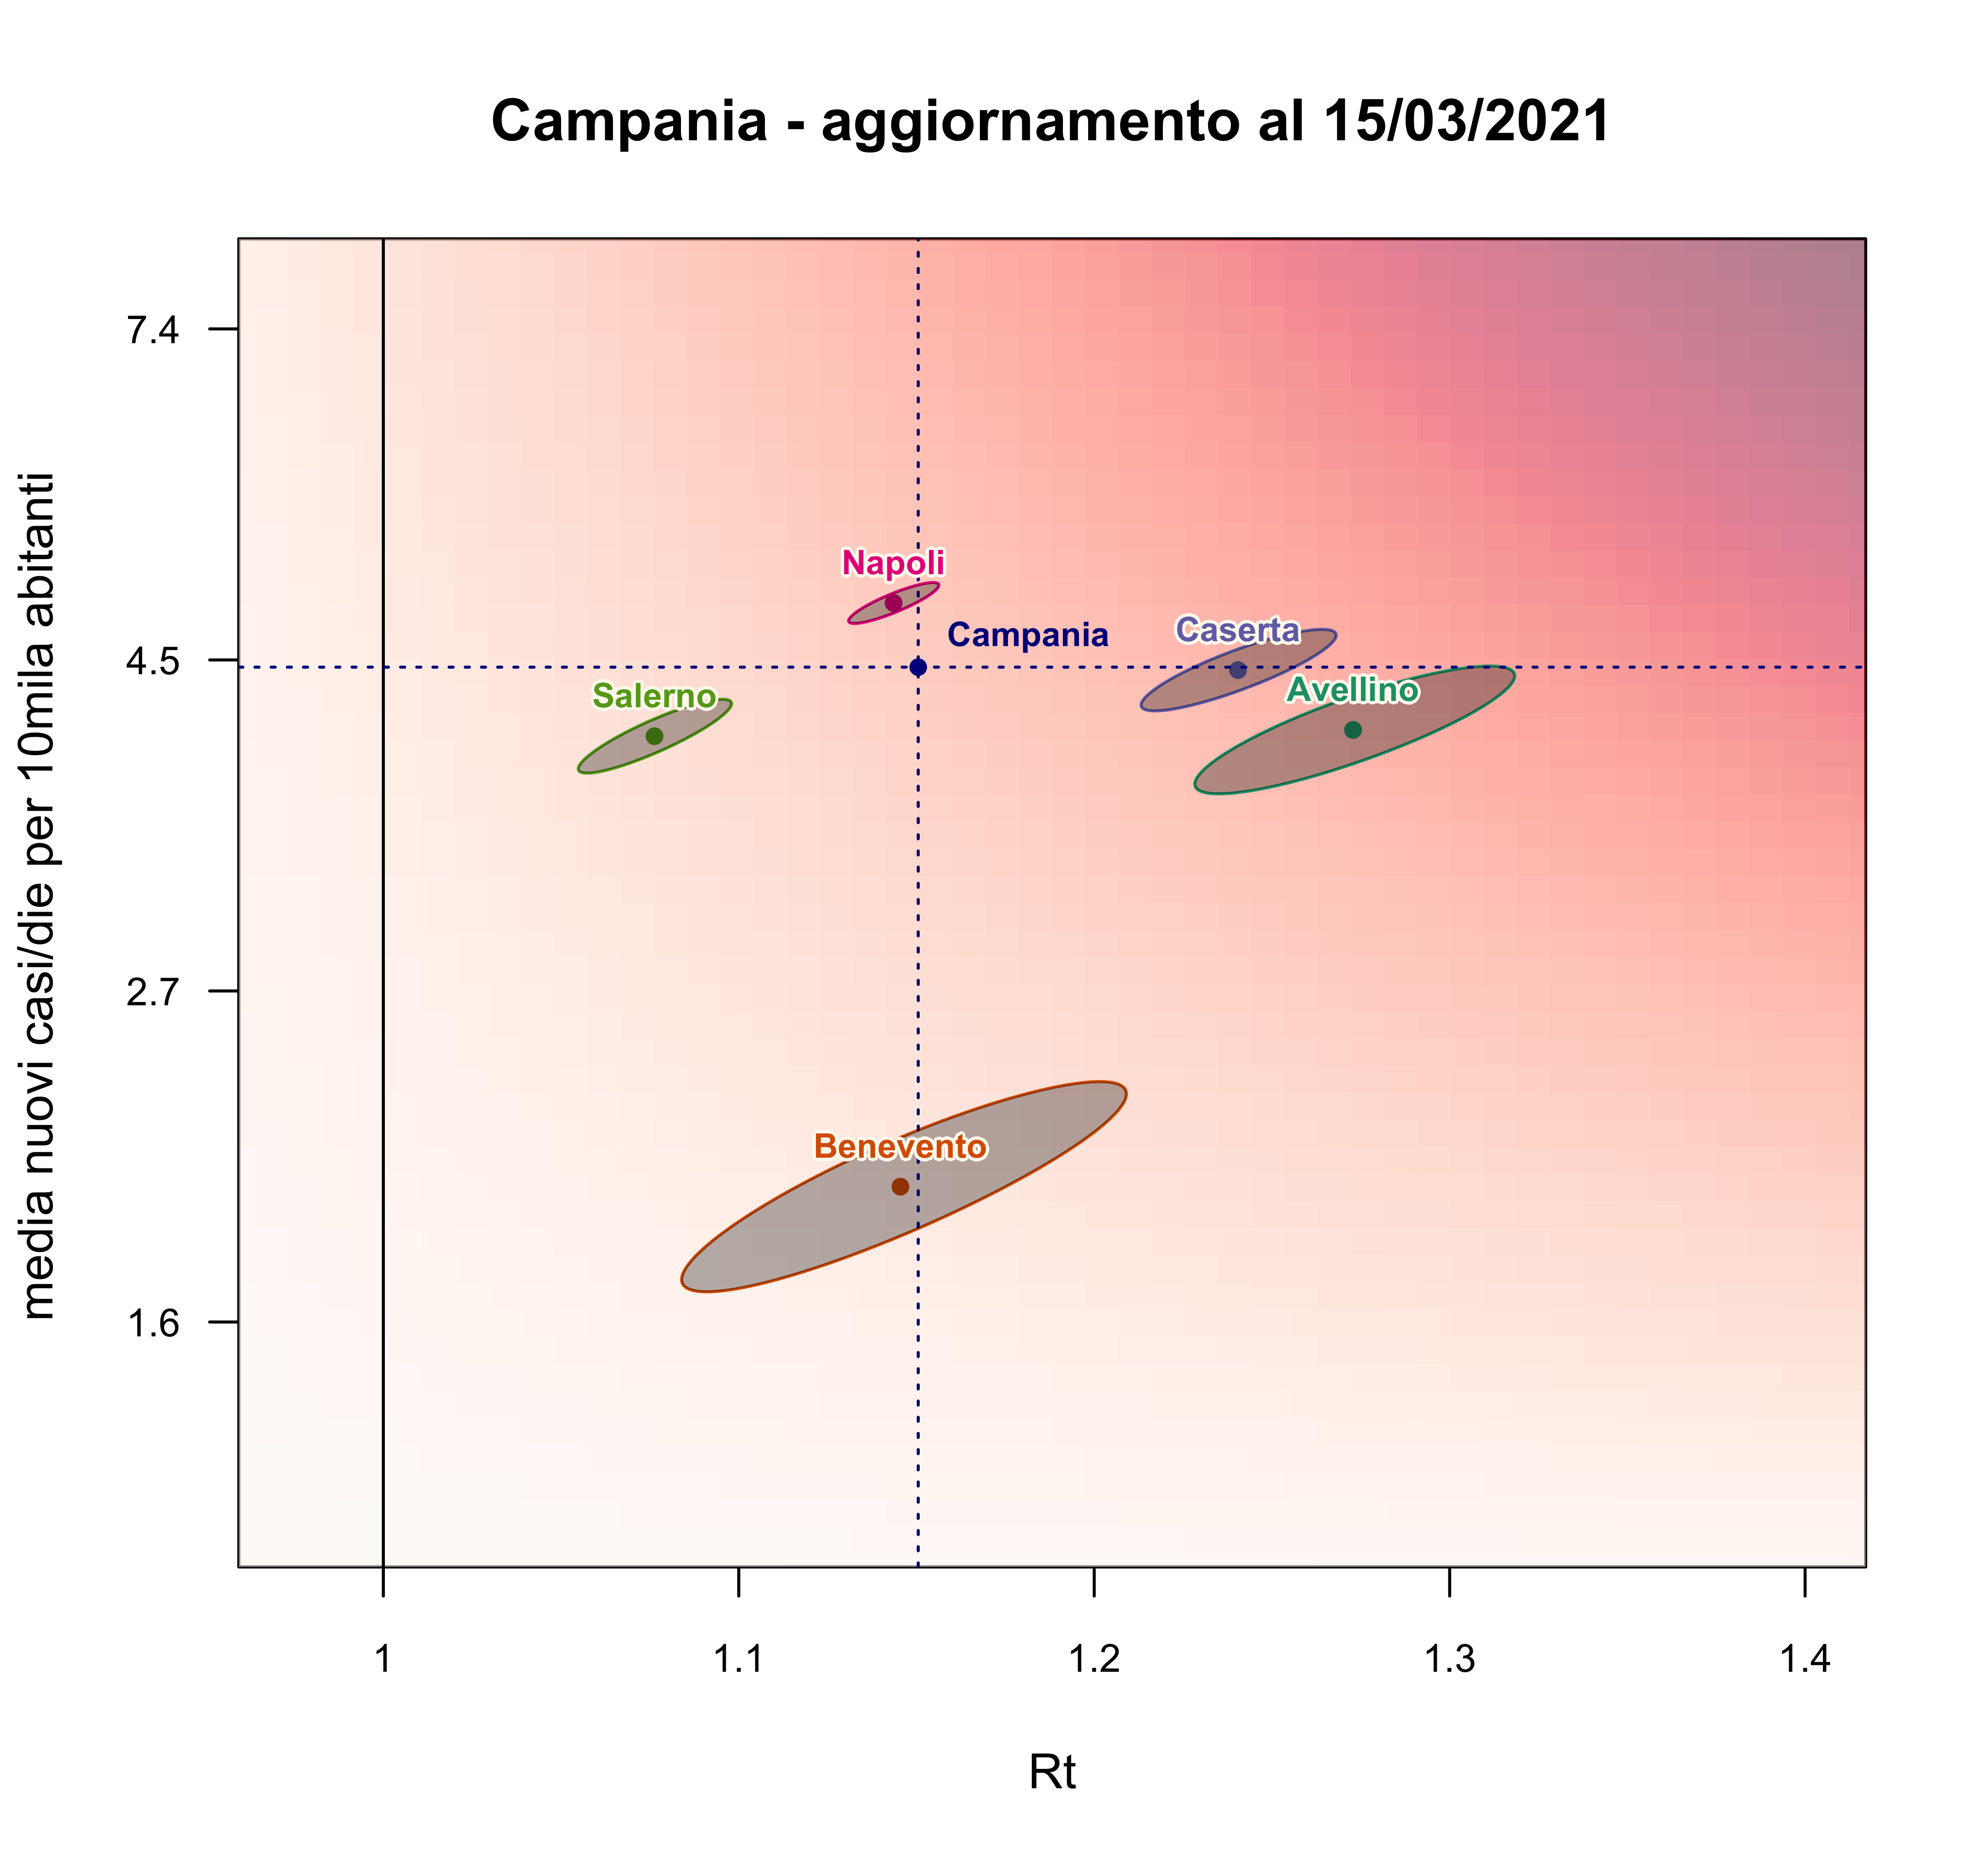 Campania - aggiornamento al 15/03/2021
media nuovi casi/die per 10mila abitanti
7.4
4.5
2.7
1.6
Napoli
Campania
Caserta
Salerno
Avellino
Benevento
1
1.1
1.2
1.3
1.4
Rt